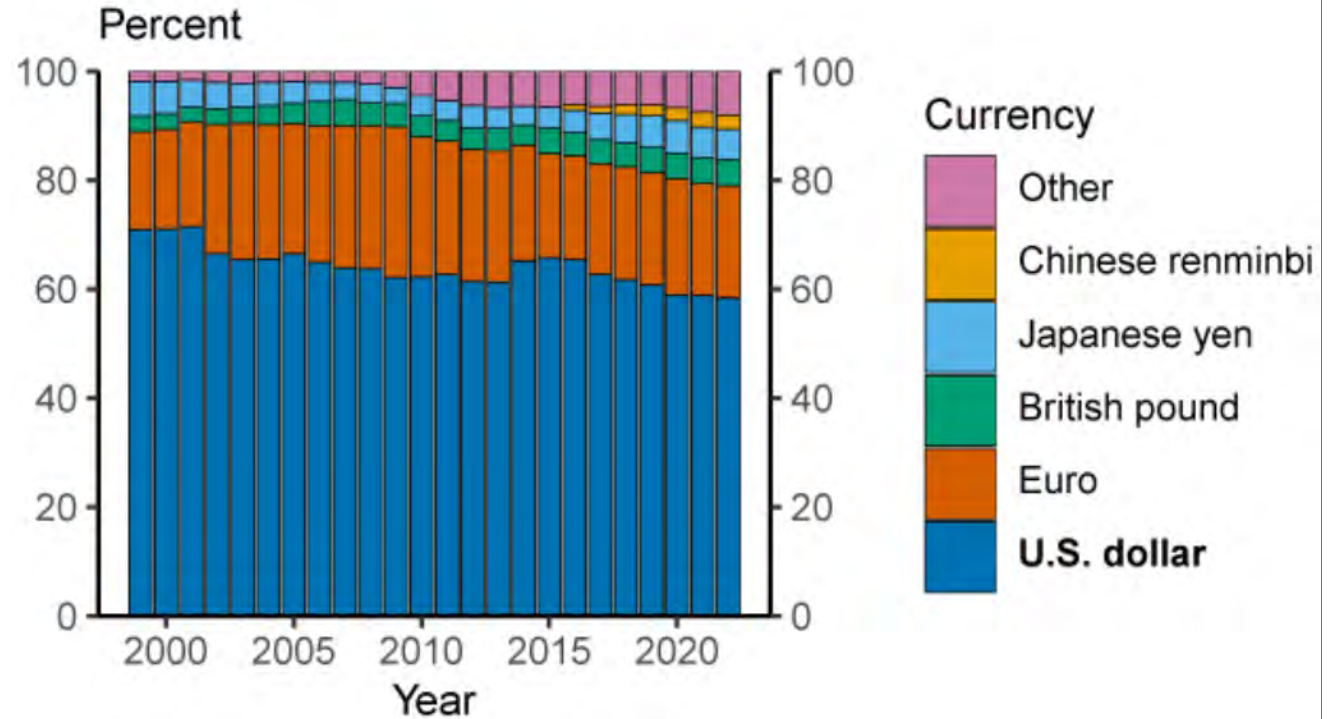 Percent
100
80
60
40
20
0
100
80
60
40
20
0
2000 2005 2010 2015 2020
Year
Currency
Other
Chinese renminbi
Japanese yen
British pound
Euro
U.S. dollar